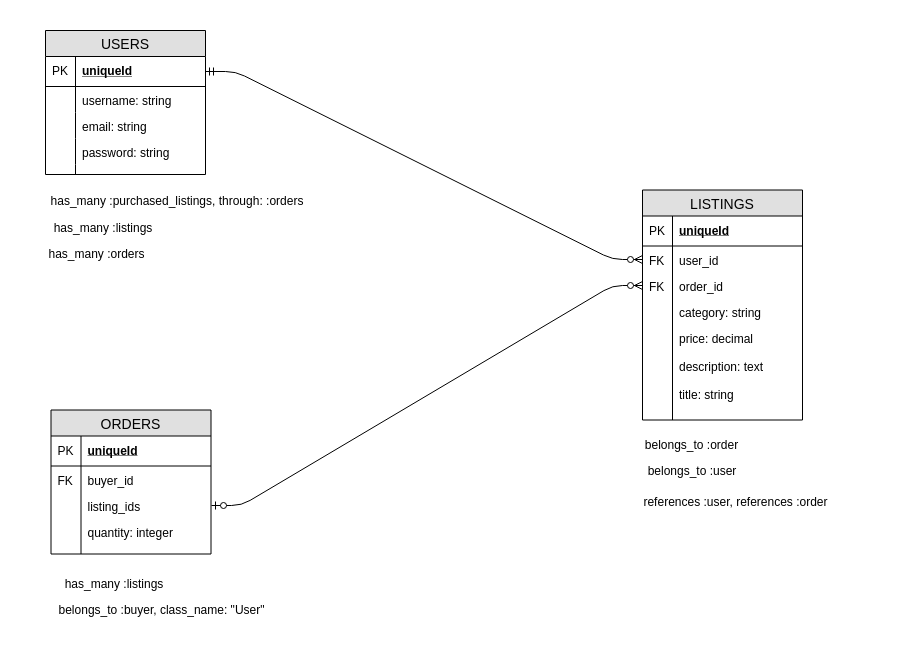 USERS
PK uniqueId
username: string
email: string
password: string
has_many :purchased_listings, through: :orders
has_many :listings
has_many :orders
LISTINGS
PK uniqueId
FK user_id
FK order_id
category: string
price: decimal
description: text
title: string
belongs_to :order
belongs_to :user
references :user, references :order
ORDERS
PK uniqueId
FK buyer_id
listing_ids
quantity: integer
has_many :listings
belongs_to :buyer, class_name: "User"